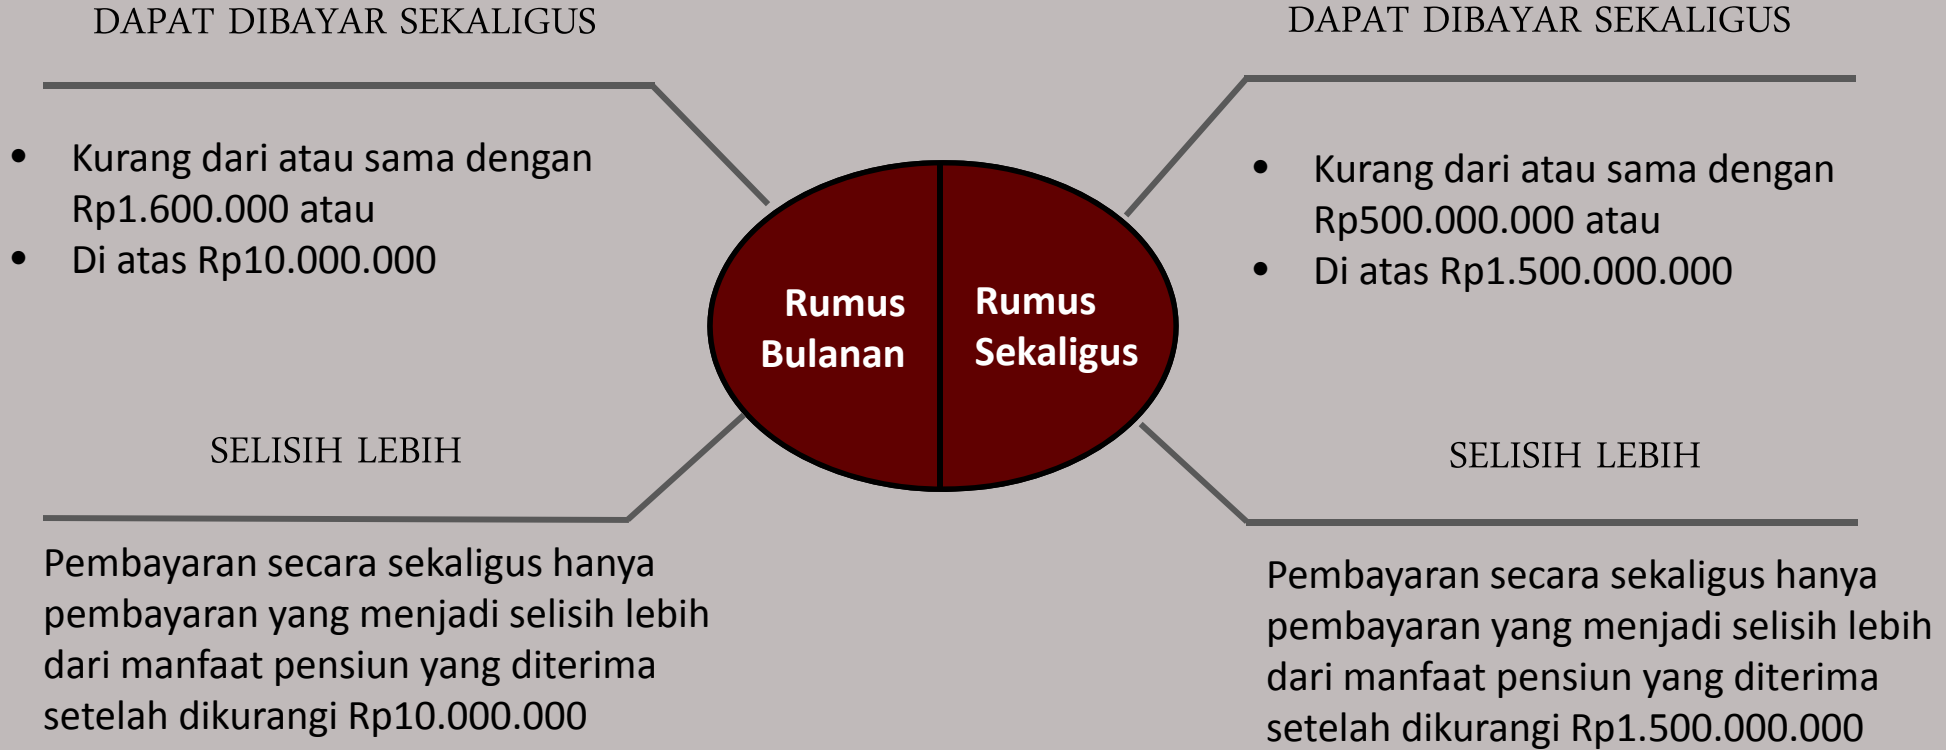 DAPAT DIBAYAR SEKALIGUS
• Kurang dari atau sama dengan
Rp1.600.000 atau
• Di atas Rp10.000.000
SELISIH LEBIH
Pembayaran secara sekaligus hanya
pembayaran yang menjadi selisih lebih
dari manfaat pensiun yang diterima
setelah dikurangi Rp10.000.000
Rumus
Bulanan
Rumus
Sekaligus
DAPAT DIBAYAR SEKALIGUS
• Kurang dari atau sama dengan
Rp500.000.000 atau
• Di atas Rp1.500.000.000
SELISIH LEBIH
Pembayaran secara sekaligus hanya
pembayaran yang menjadi selisih lebih
dari manfaat pensiun yang diterima
setelah dikurangi Rp1.500.000.000